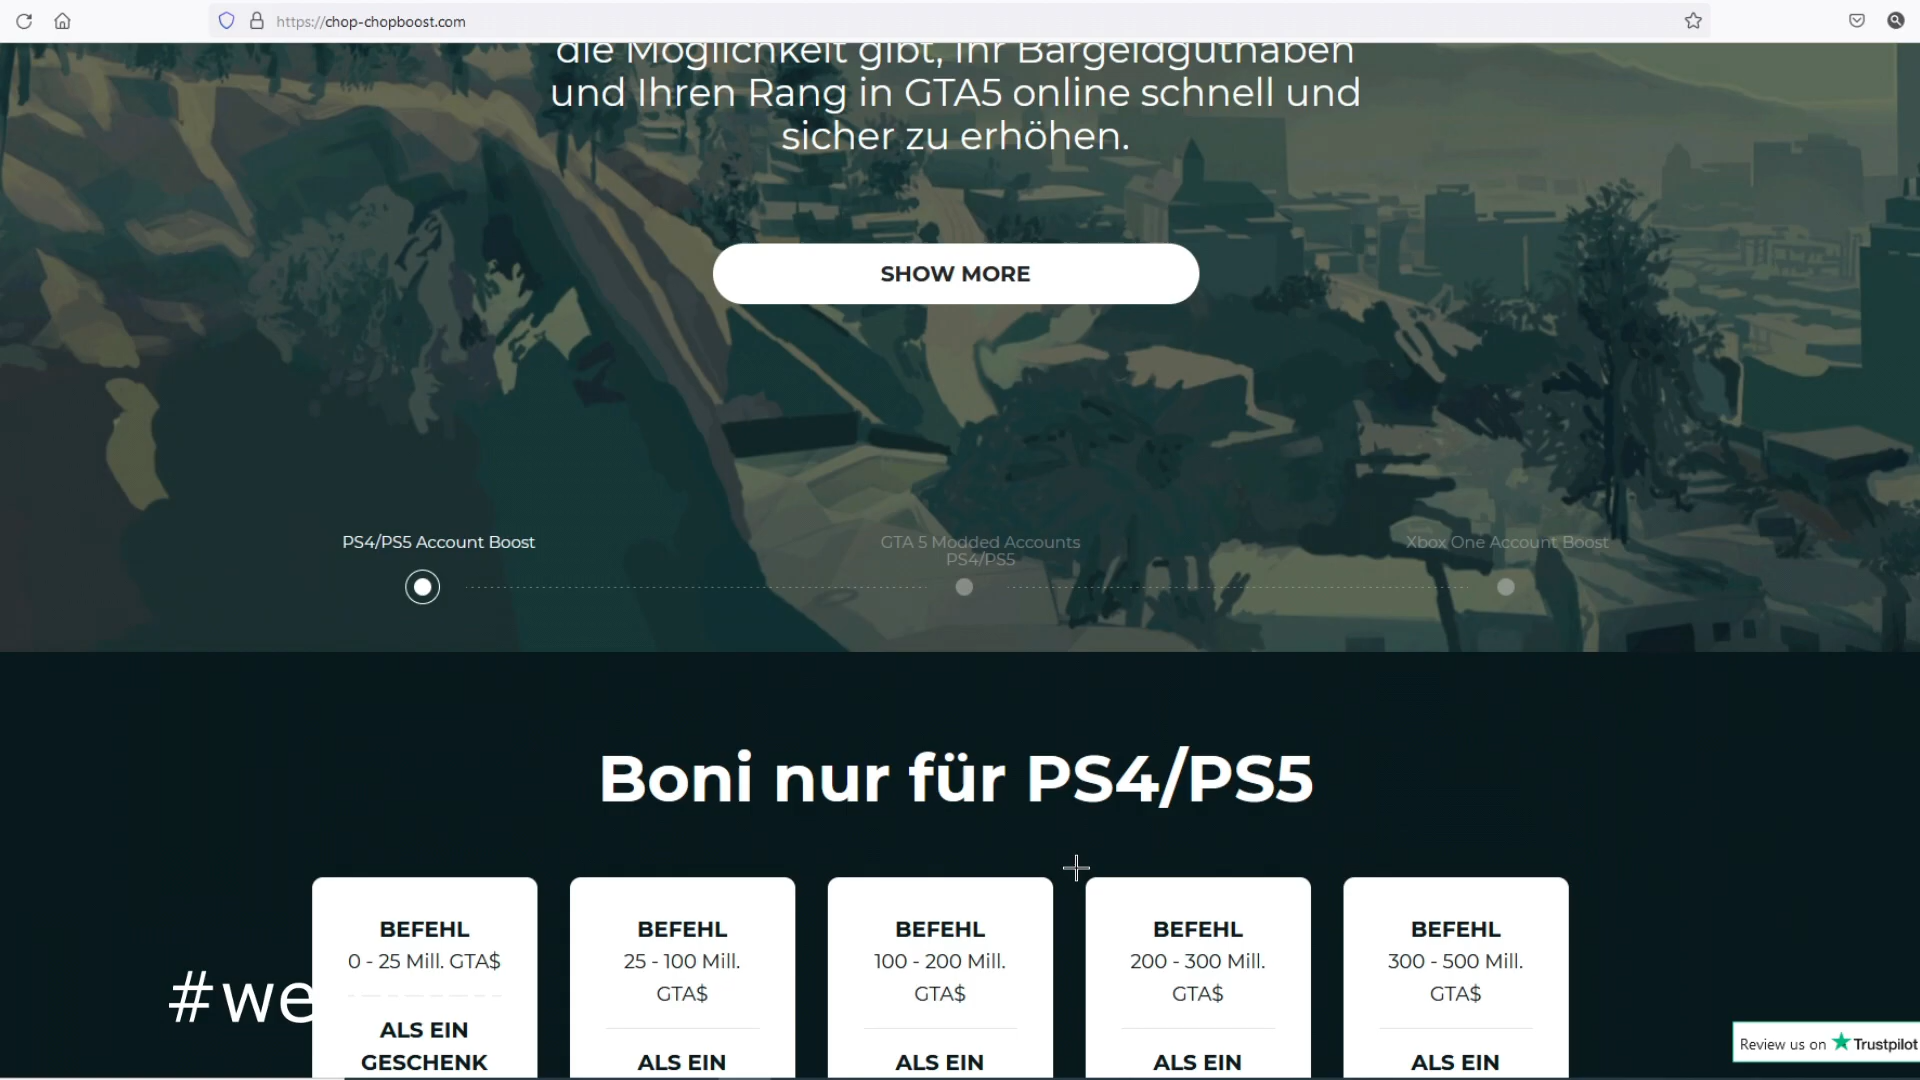 https://chop-chopboost.com
die Möglichkeit gibt, Ihr Bargeldguthaben
und Ihren Rang in GTA5 online schnell und
sicher zu erhöhen.
SHOW MORE
PS4/PS5 Account Boost
GTA 5 Modded Accounts
PS4/PS5
Xbox One Account Boost
Boni nur für PS4/PS5
BEFEHL
0 - 25 Mill. GTA$
ALS EIN
GESCHENK
BEFEHL
25 - 100 Mill.
GTA$
ALS EIN
BEFEHL
100 - 200 Mill.
GTA$
ALS EIN
BEFEHL
200 - 300 Mill.
GTA$
ALS EIN
BEFEHL
300 - 500 Mill.
GTA$
ALS EIN
#we
Review us on Trustpilot